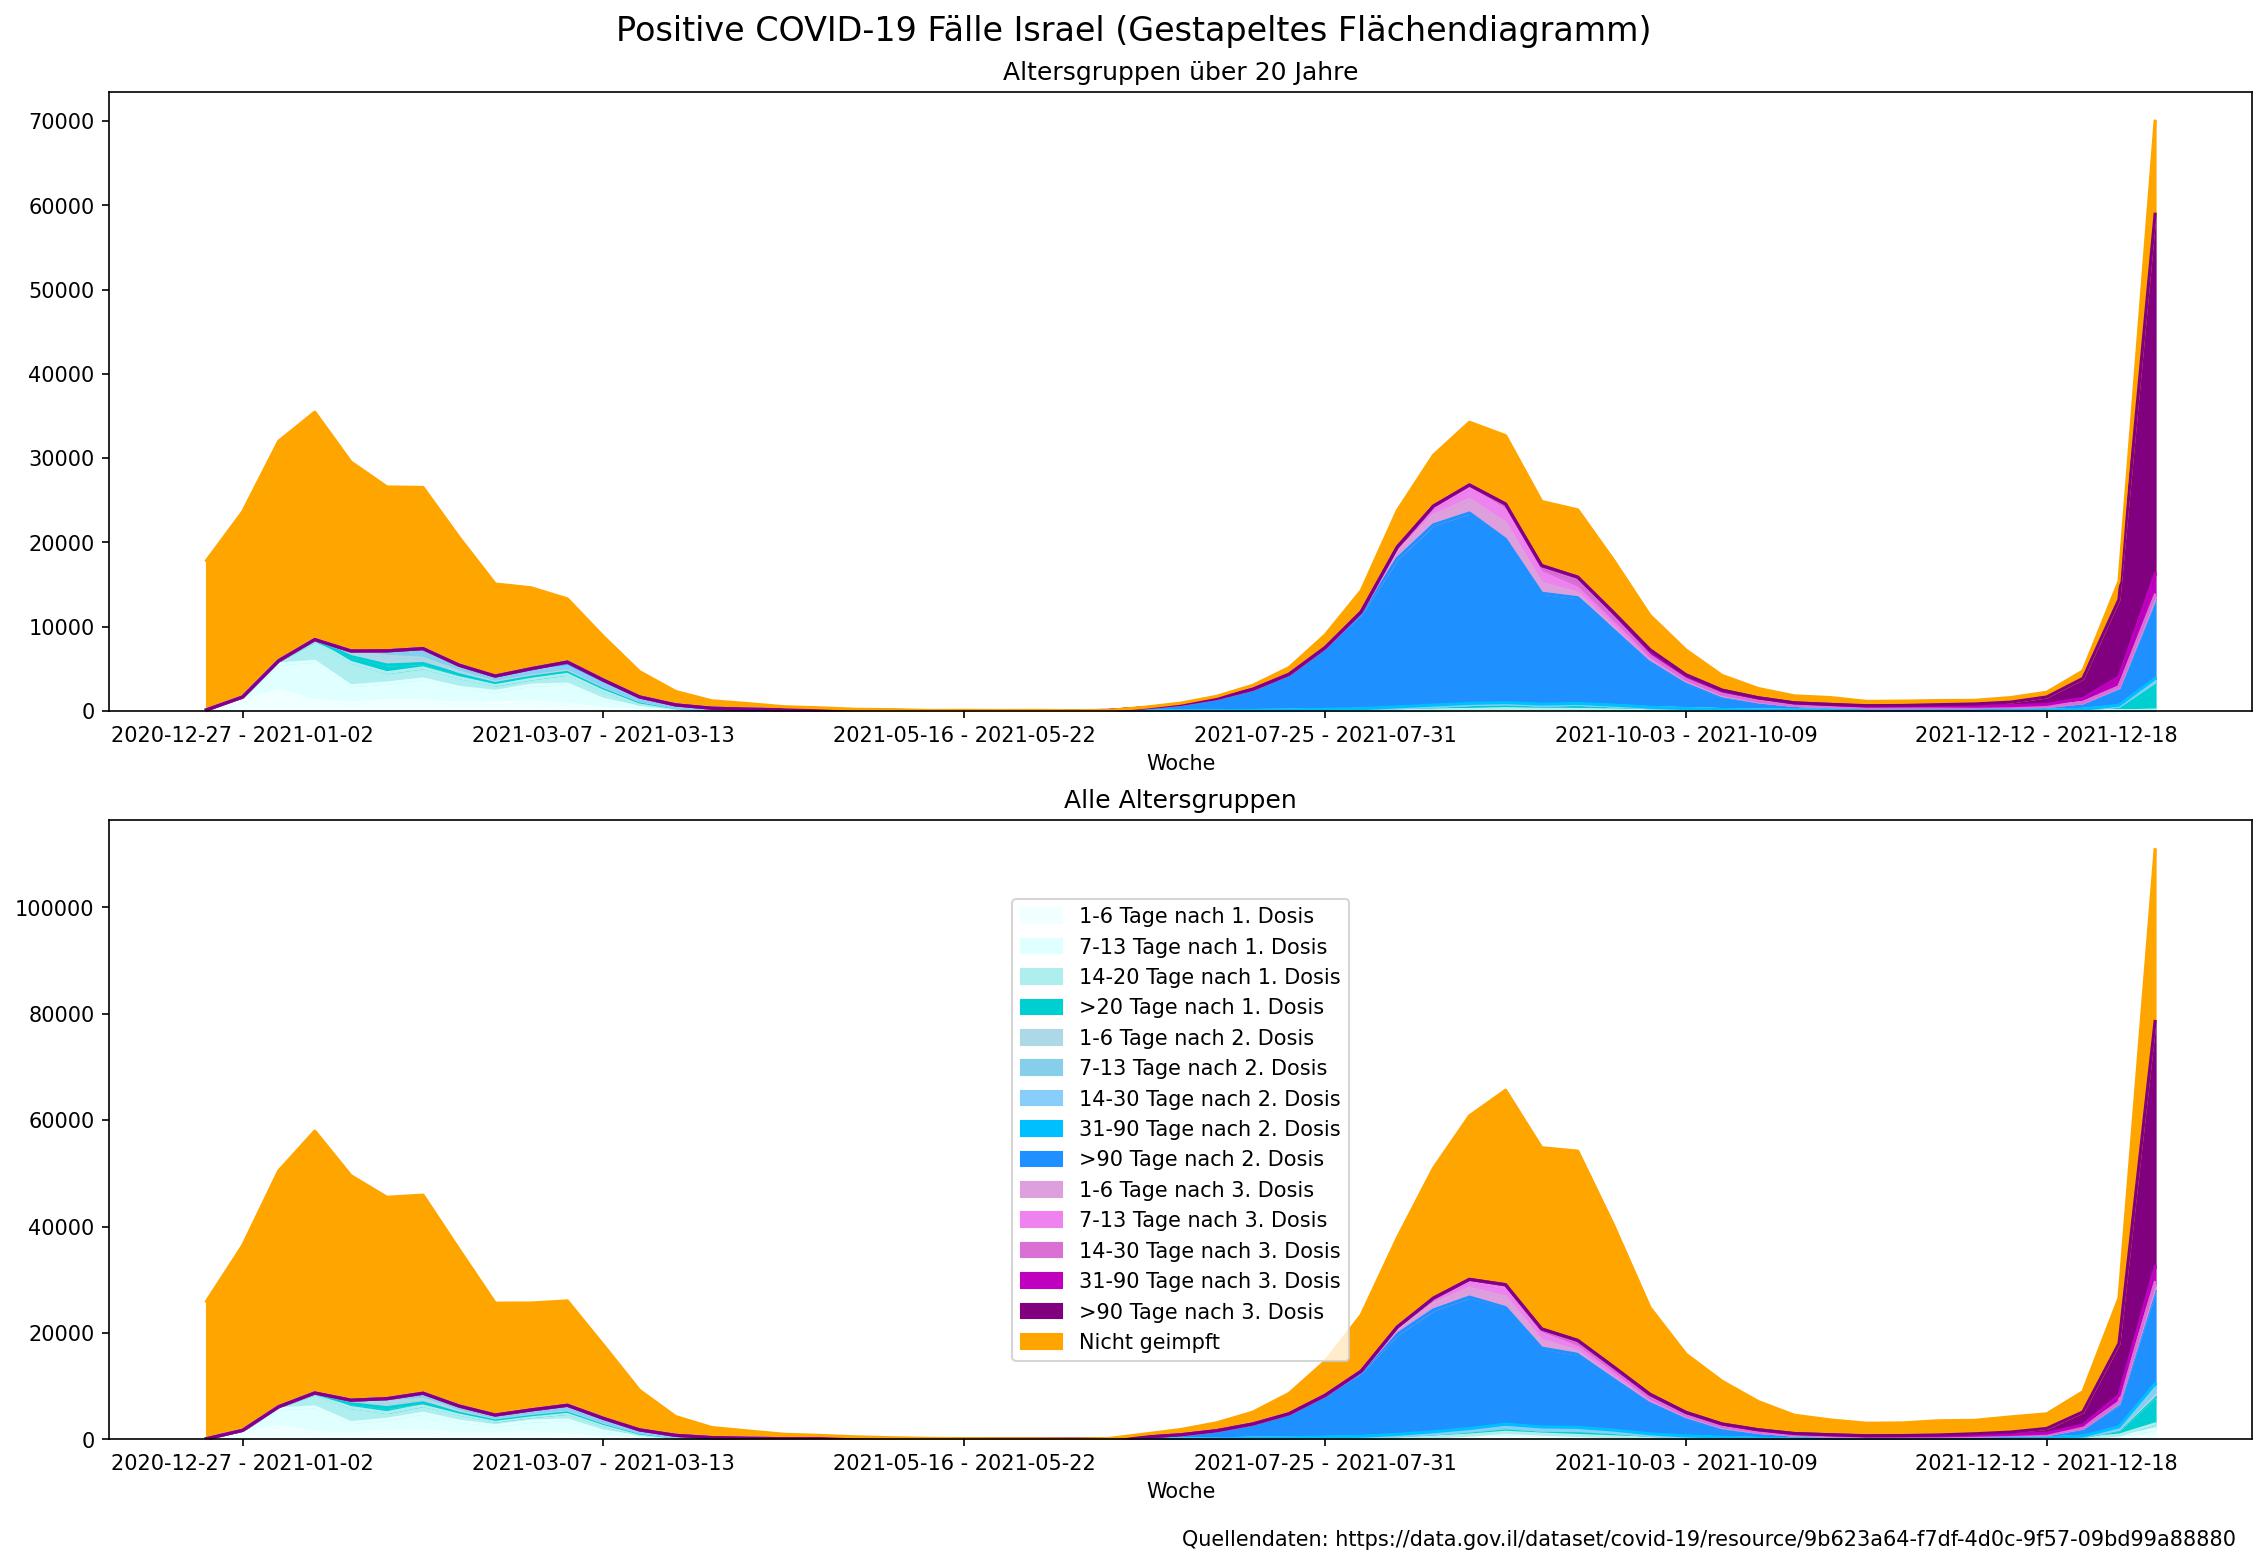 Positive COVID-19 Fälle Israel (Gestapeltes Flächendiagramm)
Altersgruppen über 20 Jahre
70000
60000
50000
40000
30000
20000
10000
0
2020-12-27 - 2021-01-02
2021-03-07 - 2021-03-13
2021-05-16 - 2021-05-22
2021-07-25 - 2021-07-31
2021-10-03 - 2021-10-09
2021-12-12 - 2021-12-18
Woche
Alle Altersgruppen
100000
80000
60000
40000
20000
0
1-6 Tage nach 1. Dosis
7-13 Tage nach 1. Dosis
14-20 Tage nach 1. Dosis
>20 Tage nach 1. Dosis
1-6 Tage nach 2. Dosis
7-13 Tage nach 2. Dosis
14-30 Tage nach 2. Dosis
31-90 Tage nach 2. Dosis
>90 Tage nach 2. Dosis
1-6 Tage nach 3. Dosis
7-13 Tage nach 3. Dosis
14-30 Tage nach 3. Dosis
31-90 Tage nach 3. Dosis
>90 Tage nach 3. Dosis
Nicht geimpft
2020-12-27 - 2021-01-02
2021-03-07 - 2021-03-13
2021-05-16 - 2021-05-22
2021-07-25 - 2021-07-31
2021-10-03 - 2021-10-09
2021-12-12 - 2021-12-18
Woche
Quellendaten: https://data.gov.il/dataset/covid-19/resource/9b623a64-f7df-4d0c-9f57-09bd99a88880